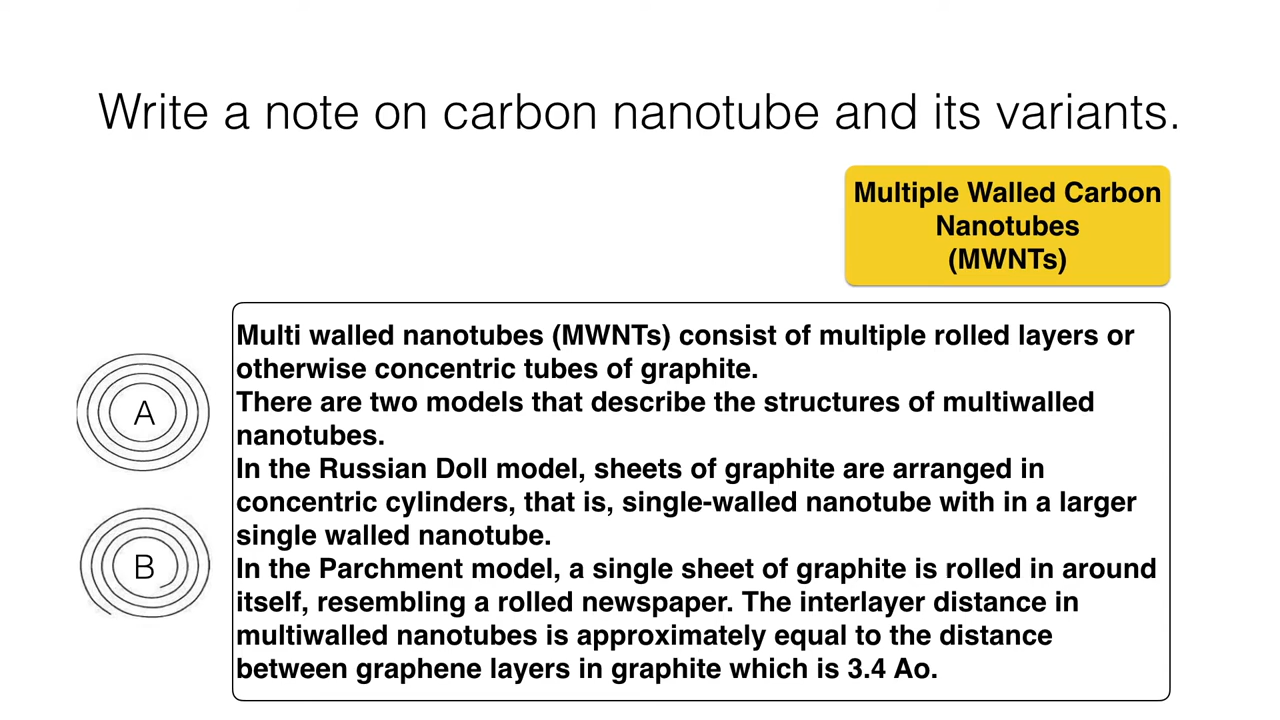 Write a note on carbon nanotube and its variants.
Multiple Walled Carbon
Nanotubes
(MWNTs)
Multi walled nanotubes (MWNTs) consist of multiple rolled layers or
otherwise concentric tubes of graphite.
There are two models that describe the structures of multiwalled
nanotubes.
In the Russian Doll model, sheets of graphite are arranged in
concentric cylinders, that is, single-walled nanotube with in a larger
single walled nanotube.
In the Parchment model, a single sheet of graphite is rolled in around
itself, resembling a rolled newspaper. The interlayer distance in
multiwalled nanotubes is approximately equal to the distance
between graphene layers in graphite which is 3.4 Ao.
A
B